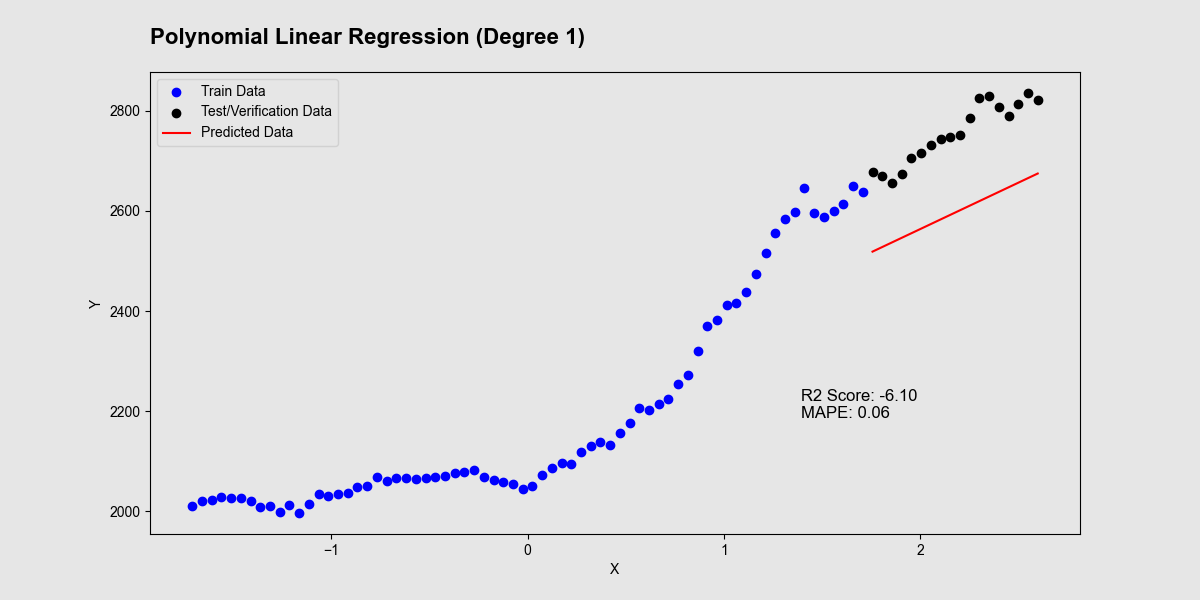 Polynomial Linear Regression (Degree 1)
Train Data
Test/Verification Data
Predicted Data
2800
2600
2400
2200
2000
Y
R2 Score: -6.10
MAPE: 0.06
−1
0
1
2
X